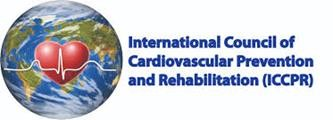 International Council of
Cardiovascular Prevention
and Rehabilitation (ICCPR)